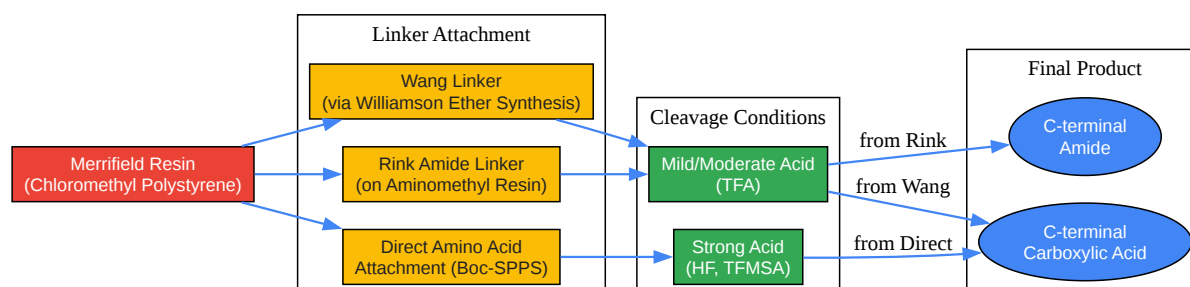 Linker Attachment
Wang Linker
(via Williamson Ether Synthesis)
Rink Amide Linker
(on Aminomethyl Resin)
Direct Amino Acid
Attachment (Boc-SPPS)
Merrifield Resin
(Chloromethyl Polystyrene)
Cleavage Conditions
Mild/Moderate Acid
(TFA)
Strong Acid
(HF, TFMSA)
from Rink
from Wang
from Direct
Final Product
C-terminal
Amide
C-terminal
Carboxylic Acid